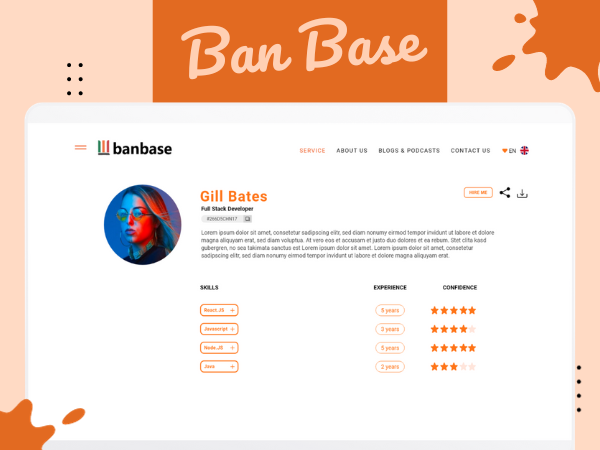 Ban Base
banbase
SERVICE ABOUT US BLOGS & PODCASTS CONTACT US EN
Gill Bates
HIRE ME
Full Stack Developer
Lorem ipsum dolor sit amet, consetetur sadipscing elitr, sed diam nonumy eirmod tempor invidunt ut labore et dolore
magna aliquyam erat, sed diam voluptua. At vero eos et accusam et justo duo dolores et ea rebum. Stet clita kasd
gubergren, no sea takimata sanctus est Lorem ipsum dolor sit amet. Lorem ipsum dolor sit amet, consetetur
sadipscing elitr, sed diam nonumy eirmod tempor invidunt ut labore et dolore magna aliquyam erat.
SKILLS EXPERIENCE CONFIDENCE
React.JS + 5 years
Javascript + 2 years
Node.JS + 5 years
Java + 2 years